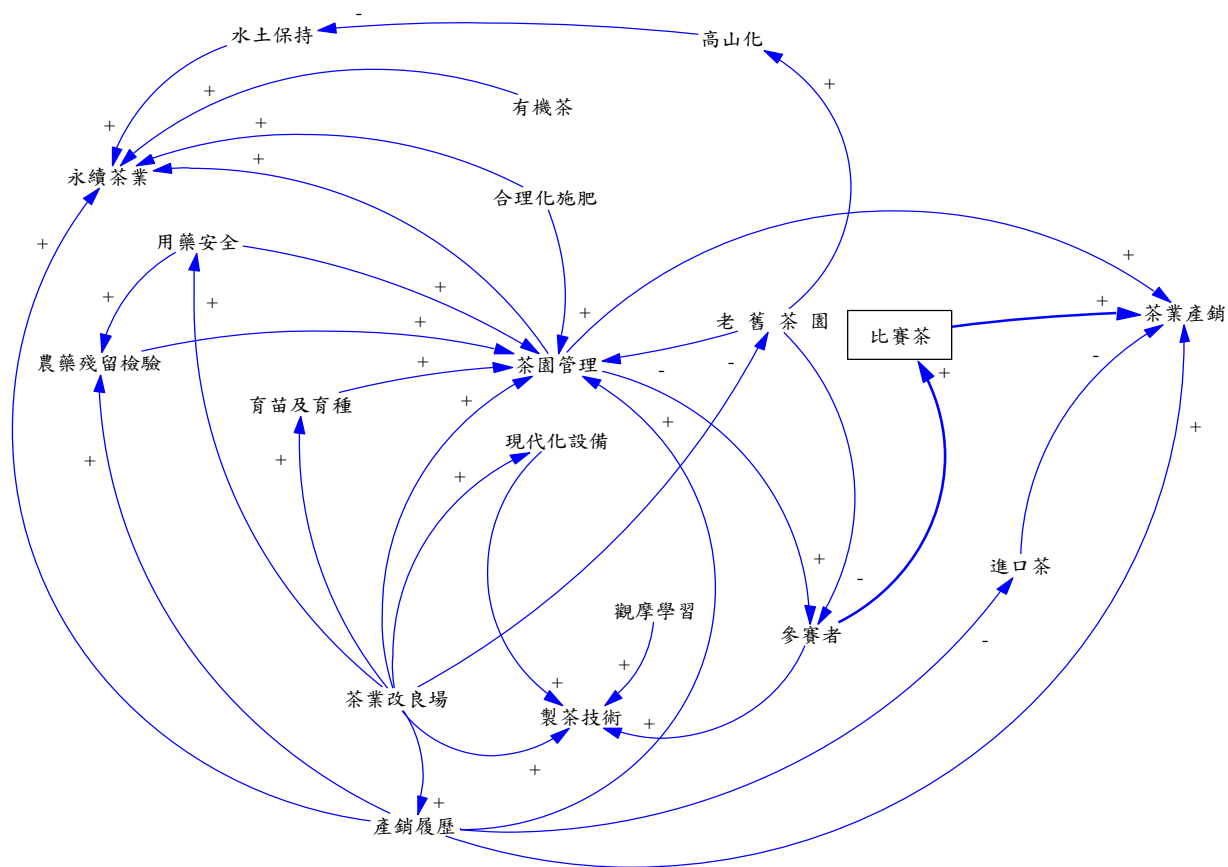 -
水土保持
高山化
+
+
有機茶
+
+
+
永續茶業
合理化施肥
+
用藥安全
+
+
+
+
+
+
老 舊 茶 園
比賽茶
+
茶業產銷
+
農藥殘留檢驗
茶園管理
-
-
-
+
+
育苗及育種
+
+
+
現代化設備
+
+
+
+
+
-
進口茶
觀摩學習
參賽者
-
+
+
茶業改良場
製茶技術
+
+
+
產銷履歷